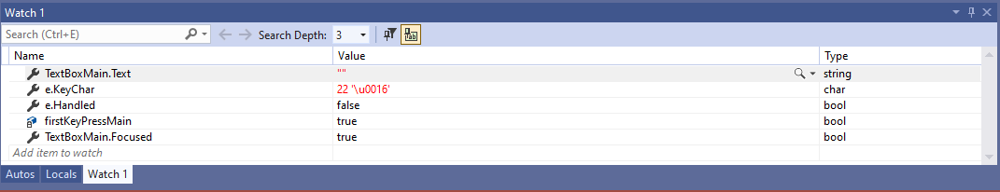 Watch 1
Search (Ctrl+E) Search Depth: 3
Name Value Type
TextBoxMain.Text "" string
e.KeyChar 22 '\u0016' char
e.Handled false bool
firstKeyPressMain true bool
TextBoxMain.Focused true bool
Add item to watch
Autos Locals Watch 1